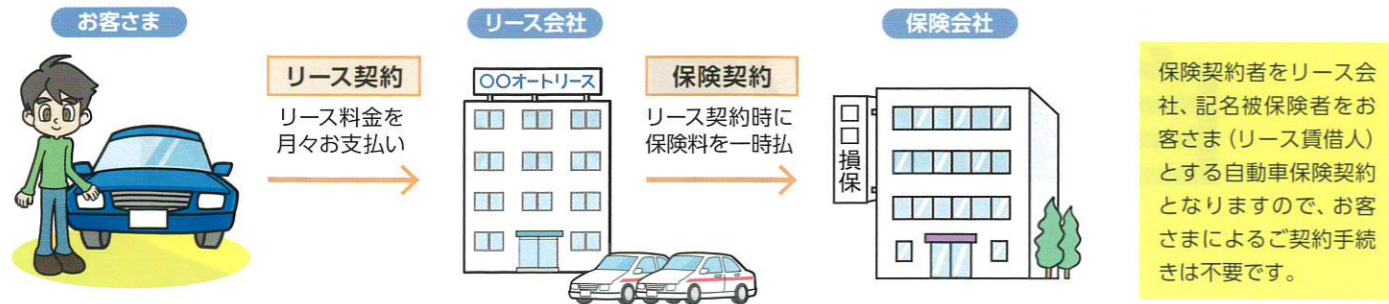 お客さま
リース会社
保険会社
リース契約
リース料金を
月々お支払い
○○オートリース
保険契約
リース契約時に
保険料を一時払
□□損保
保険契約者をリース会
社、記名被保険者をお
客さま（リース賃借人）
とする自動車保険契約
となりますので、お客
さまによるご契約手続
きは不要です。